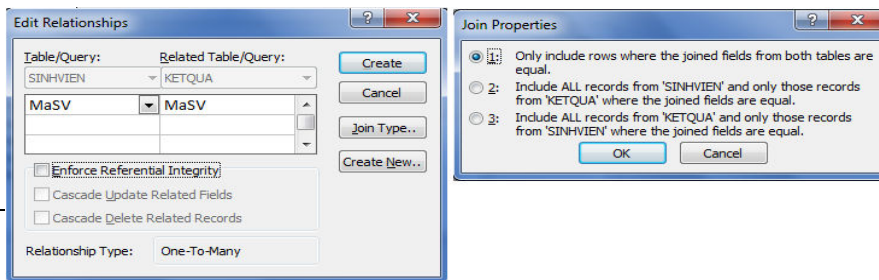 Edit Relationships
Table/Query: Related Table/Query:
SINHVIEN KETQUA
MaSV MaSV
Enforce Referential Integrity
Cascade Update Related Fields
Cascade Delete Related Records
Relationship Type: One-To-Many
Create
Cancel
Join Type..
Create New..
Join Properties
1: Only include rows where the joined fields from both tables are
equal.
2: Include ALL records from 'SINHVIEN' and only those records
from 'KETQUA' where the joined fields are equal.
3: Include ALL records from 'KETQUA' and only those records
from 'SINHVIEN' where the joined fields are equal.
OK Cancel